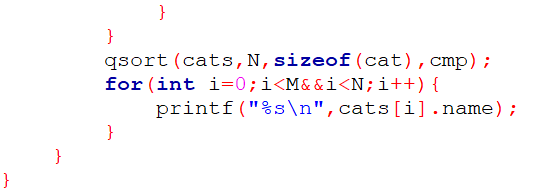 }
}
qsort(cats,N,sizeof(cat),cmp);
for(int i=0;i<M&&i<N;i++){
printf("%s\n",cats[i].name);
}
}
}